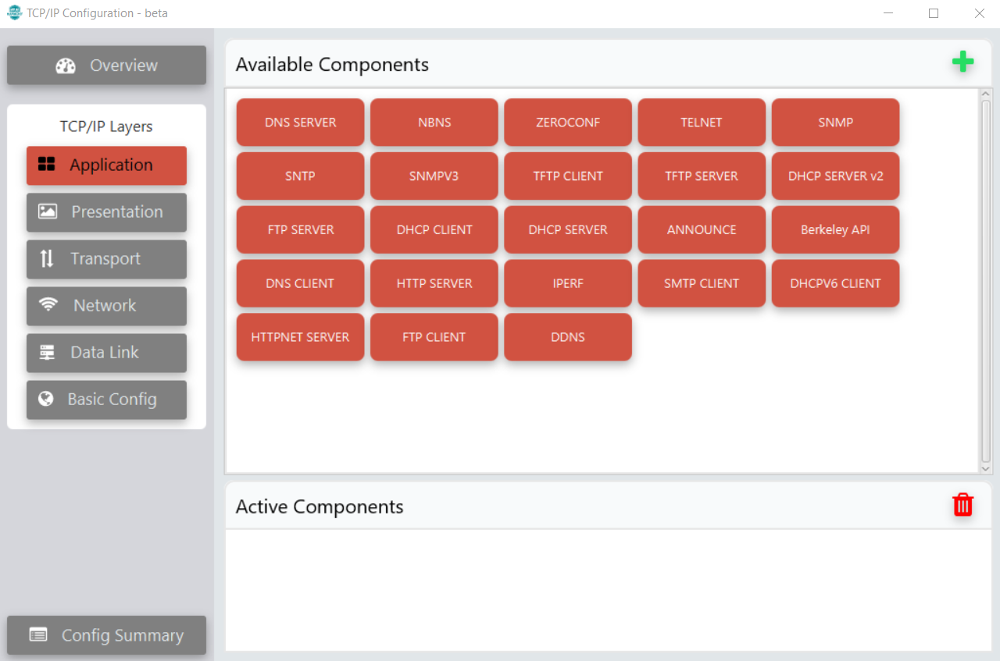 TCP/IP Configuration - beta
Overview
TCP/IP Layers
Application
Presentation
Transport
Network
Data Link
Basic Config
Config Summary
Available Components
DNS SERVER
NBNS
ZEROCONF
TELNET
SNMP
SNTP
SNMPV3
TFTP CLIENT
TFTP SERVER
DHCP SERVER v2
FTP SERVER
DHCP CLIENT
DHCP SERVER
ANNOUNCE
Berkeley API
DNS CLIENT
HTTP SERVER
IPERF
SMTP CLIENT
DHCPV6 CLIENT
HTTPNET SERVER
FTP CLIENT
DDNS
Active Components